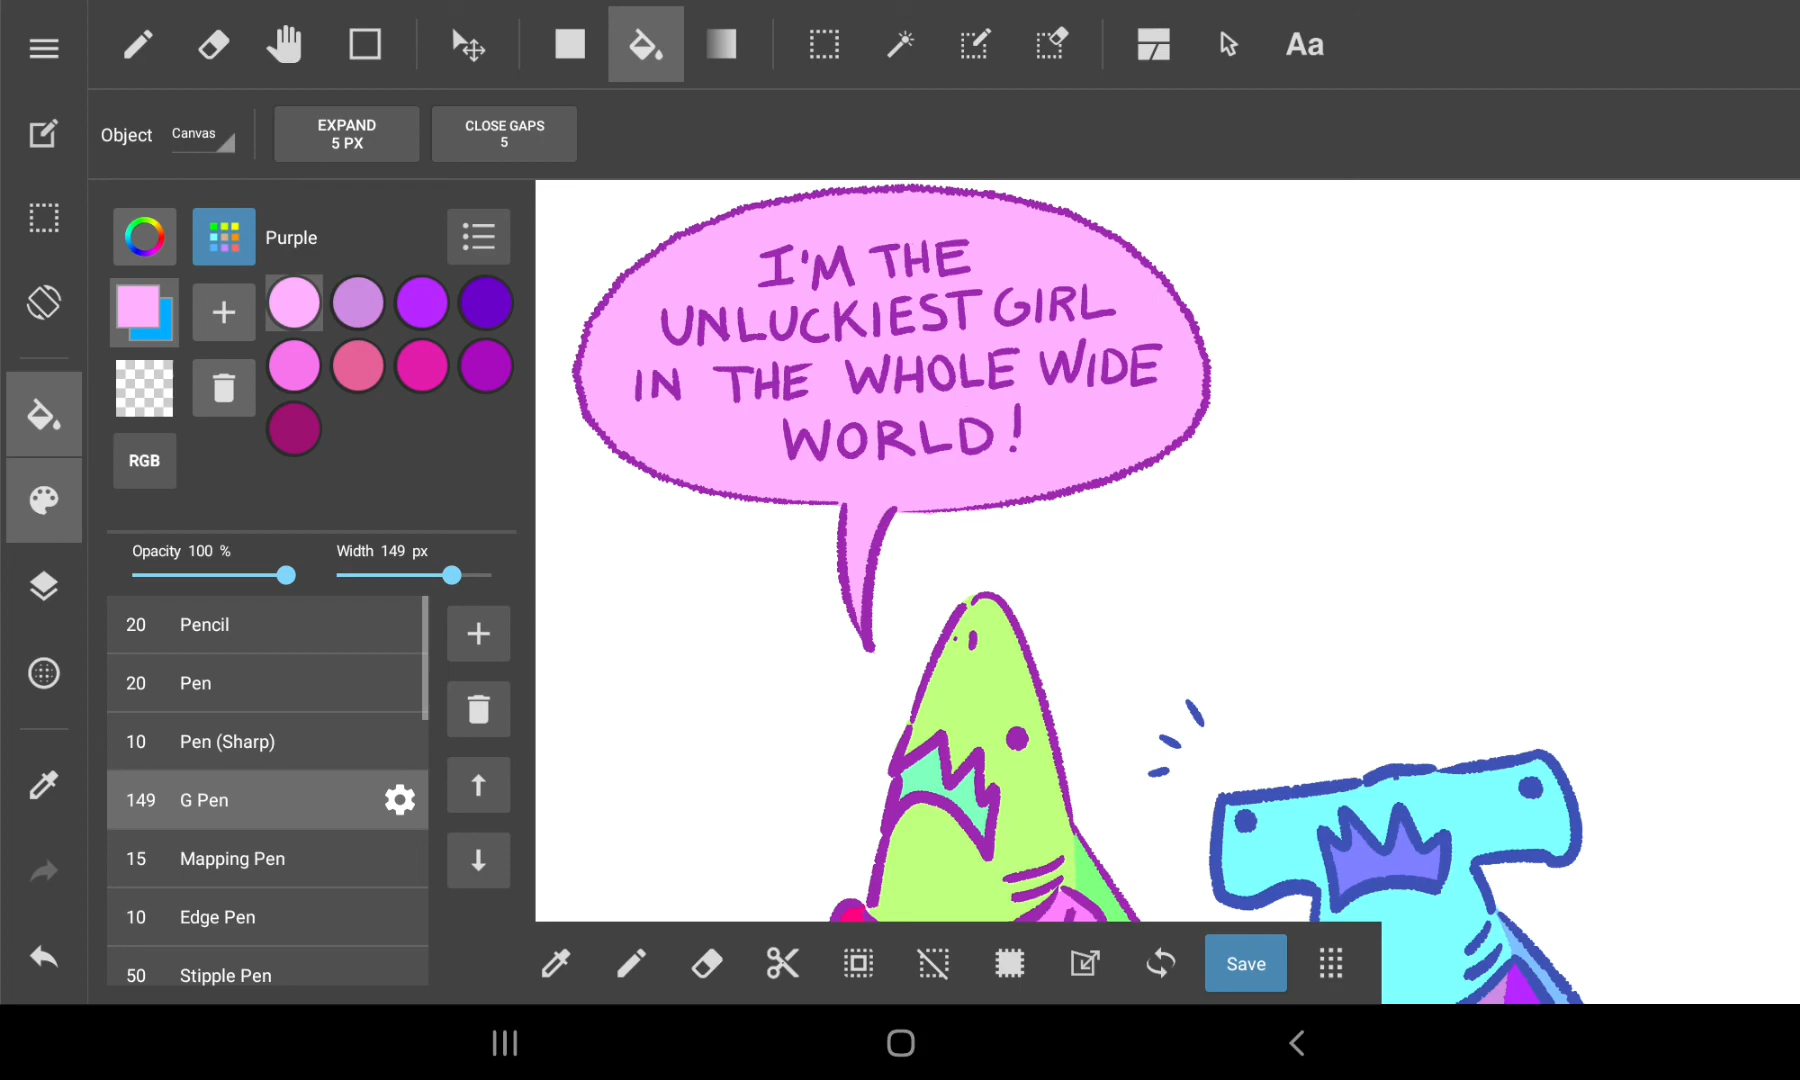 Aa
Object Canvas
EXPAND
5 PX
CLOSE GAPS
5
Purple
RGB
Opacity 100 %
Width 149 px
20 Pencil
20 Pen
10 Pen (Sharp)
149 G Pen
15 Mapping Pen
10 Edge Pen
50 Stipple Pen
I'M THE
UNLUCKIEST GIRL
IN THE WHOLE WIDE
WORLD!
Save